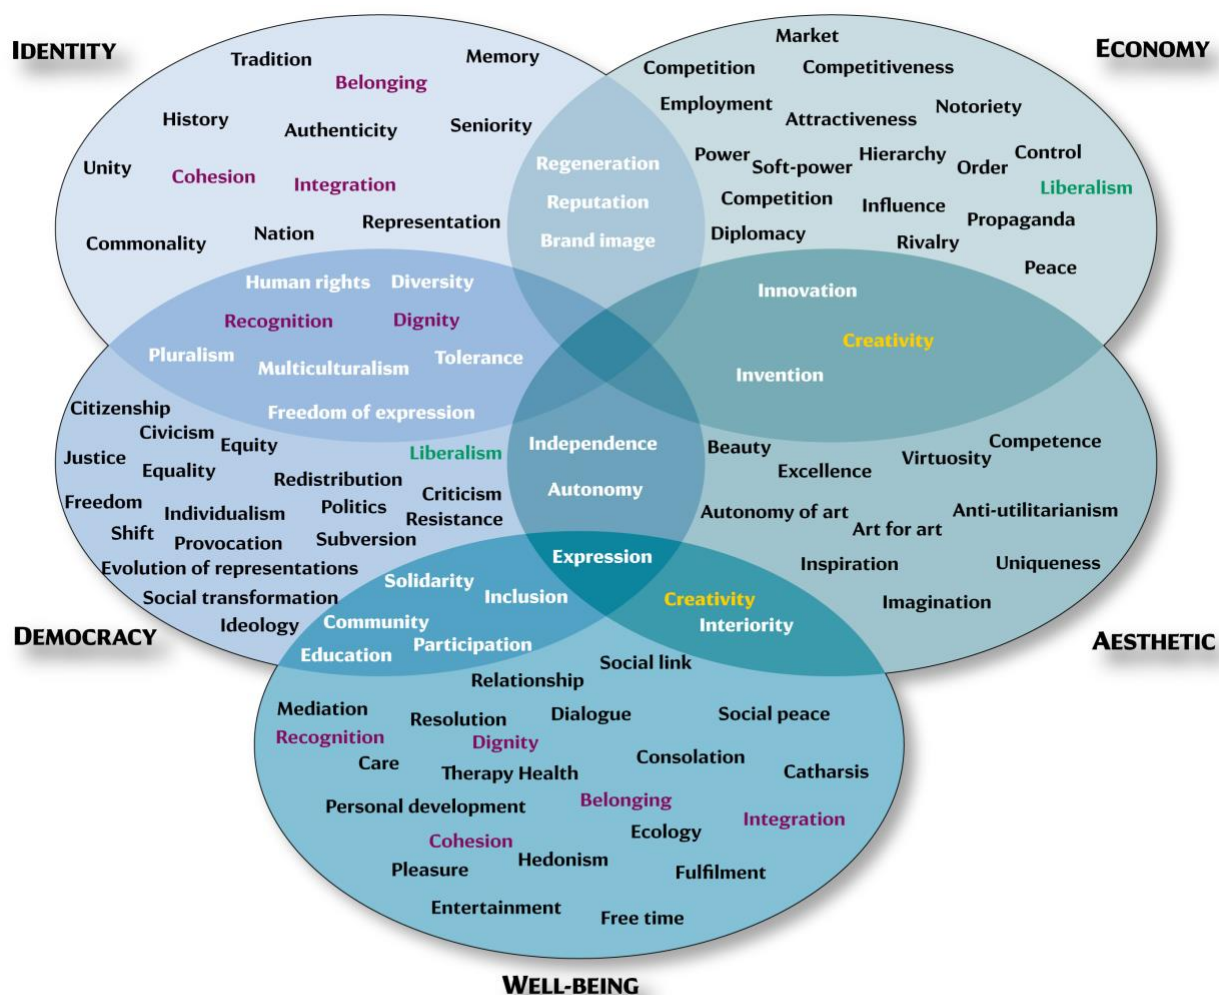 IDENTITY
Tradition
Memory
Belonging
History
Authenticity
Seniority
Unity
Cohesion
Integration
Representation
Nation
Commonality
ECONOMY
Market
Competition
Competitiveness
Employment
Attractiveness
Notoriety
Power
Soft-power
Hierarchy
Order
Control
Liberalism
Competition
Influence
Propaganda
Diplomacy
Rivalry
Peace
Regeneration
Reputation
Brand image
Human rights
Diversity
Recognition
Dignity
Pluralism
Multiculturalism
Tolerance
Freedom of expression
Innovation
Creativity
Invention
Citizenship
Civicism
Equity
Justice
Equality
Liberalism
Redistribution
Criticism
Freedom
Individualism
Politics
Resistance
Shift
Provocation
Subversion
Evolution of representations
Social transformation
Ideology
DEMOCRACY
Independence
Autonomy
Expression
Beauty
Competence
Excellence
Virtuosity
Autonomy of art
Art for art
Anti-utilitarianism
Inspiration
Uniqueness
Imagination
AESTHETIC
Solidarity
Inclusion
Community
Participation
Education
Creativity
Interiority
Social link
Relationship
Mediation
Resolution
Dialogue
Social peace
Recognition
Dignity
Care
Therapy Health
Consolation
Catharsis
Personal development
Belonging
Integration
Cohesion
Ecology
Pleasure
Hedonism
Fulfilment
Entertainment
Free time
WELL-BEING